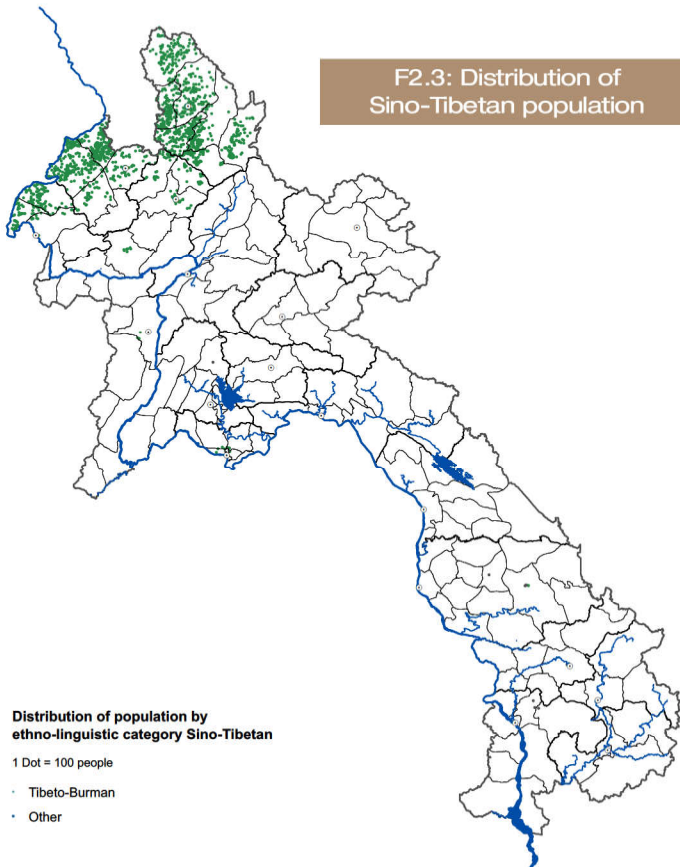 F2.3: Distribution of
Sino-Tibetan population
Distribution of population by
ethno-linguistic category Sino-Tibetan
1 Dot = 100 people
Tibeto-Burman
Other